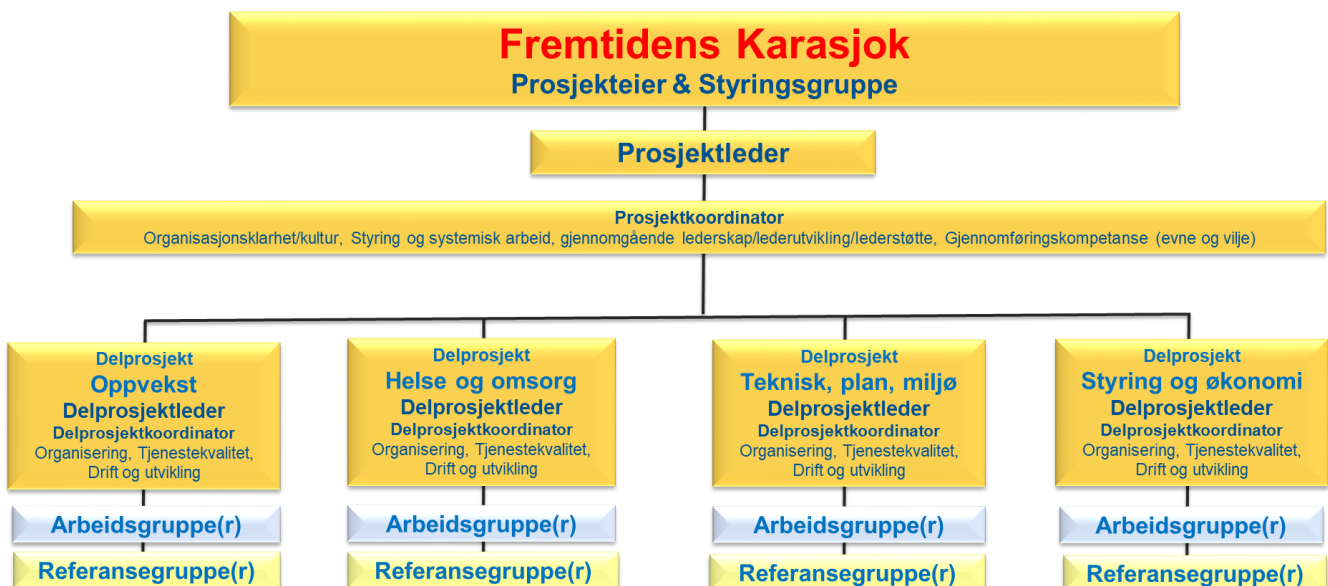 Fremtidens Karasjok
Prosjekteier & Styringsgruppe
Prosjektleder
Prosjektkoordinator
Organisasjonsklarhet/kultur, Styring og systemisk arbeid, gjennomgående lederskap/lederutvikling/lederstøtte, Gjennomføringskompetanse (evne og vilje)
Delprosjekt
Oppvekst
Delprosjektleder
Delprosjektkoordinator
Organisering, Tjenestekvalitet,
Drift og utvikling
Arbeidsgruppe(r)
Referansegruppe(r)
Delprosjekt
Helse og omsorg
Delprosjektleder
Delprosjektkoordinator
Organisering, Tjenestekvalitet,
Drift og utvikling
Arbeidsgruppe(r)
Referansegruppe(r)
Delprosjekt
Teknisk, plan, miljø
Delprosjektleder
Delprosjektkoordinator
Organisering, Tjenestekvalitet,
Drift og utvikling
Arbeidsgruppe(r)
Referansegruppe(r)
Delprosjekt
Styring og økonomi
Delprosjektleder
Delprosjektkoordinator
Organisering, Tjenestekvalitet,
Drift og utvikling
Arbeidsgruppe(r)
Referansegruppe(r)